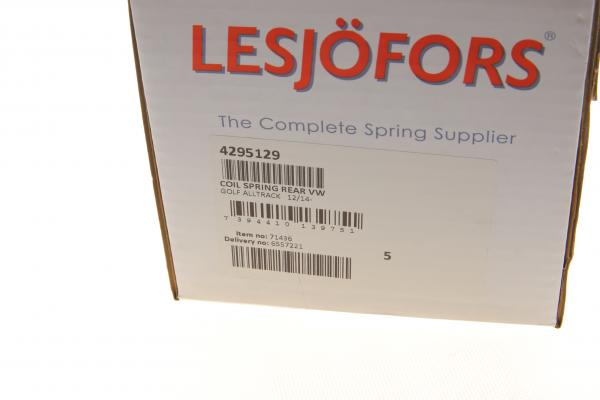 LESJÖFORS®
The Complete Spring Supplier
4295129
COIL SPRING REAR VW
GOLF ALLTRACK 12/14-
7 394410 139751
Item no: 71436
Delivery no: 6557221
5